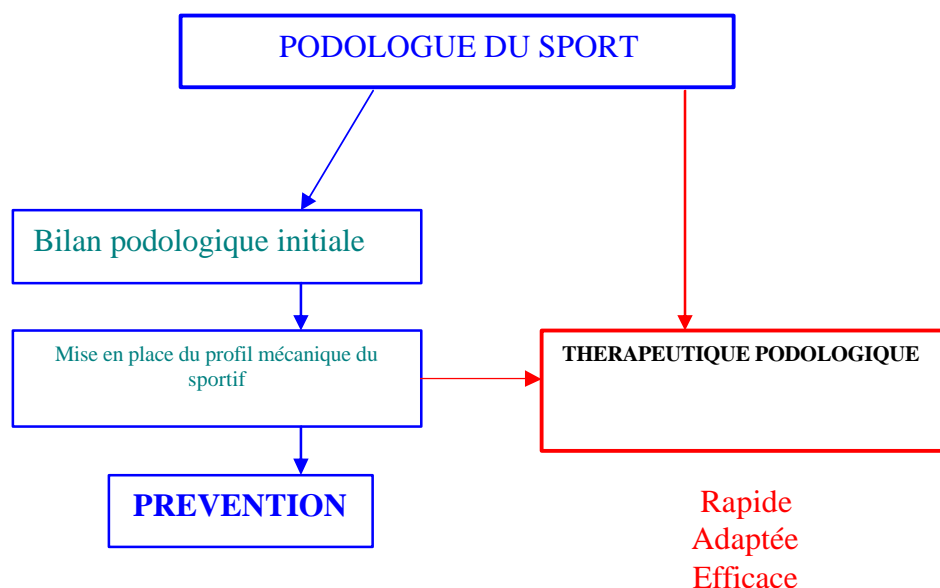 PODOLOGUE DU SPORT
Bilan podologique initiale
Mise en place du profil mécanique du
sportif
THERAPEUTIQUE PODOLOGIQUE
PREVENTION
Rapide
Adaptée
Efficace